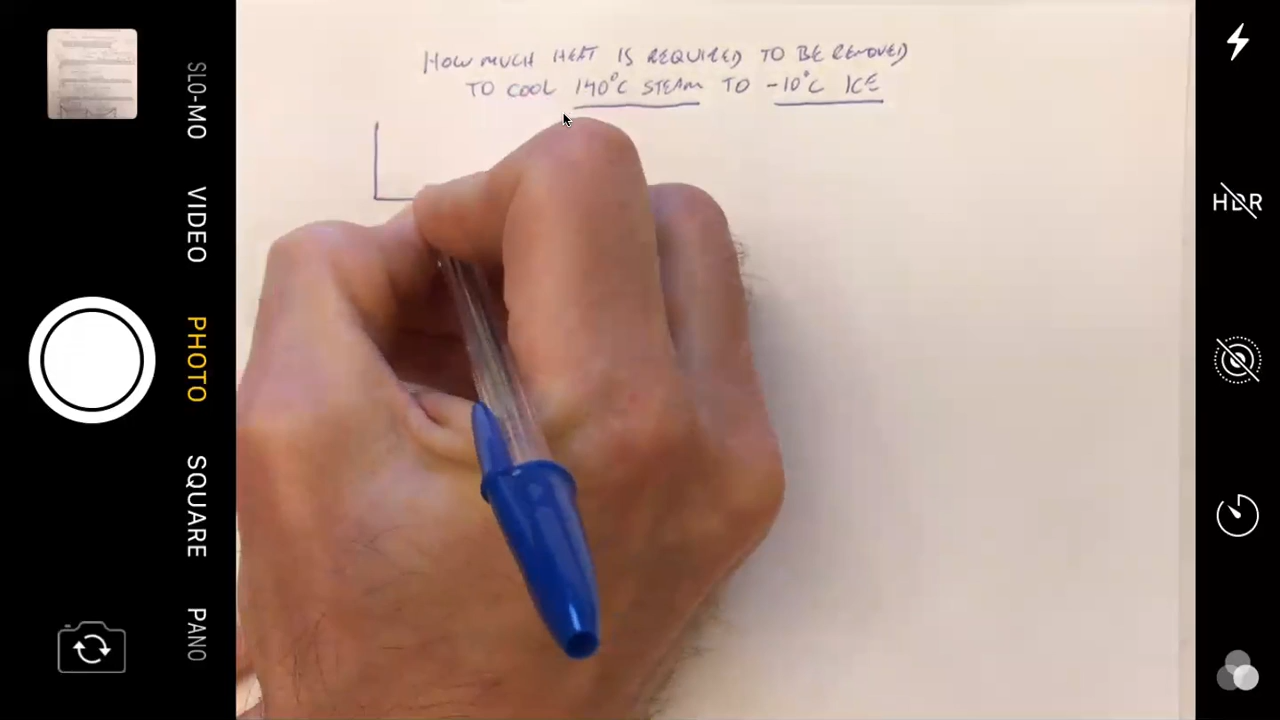 HOW MUCH HEAT IS REQUIRED TO BE REMOVED
TO COOL 140°C STEAM TO -10°C ICE
SLO-MO
VIDEO
PHOTO
SQUARE
PANO
HDR